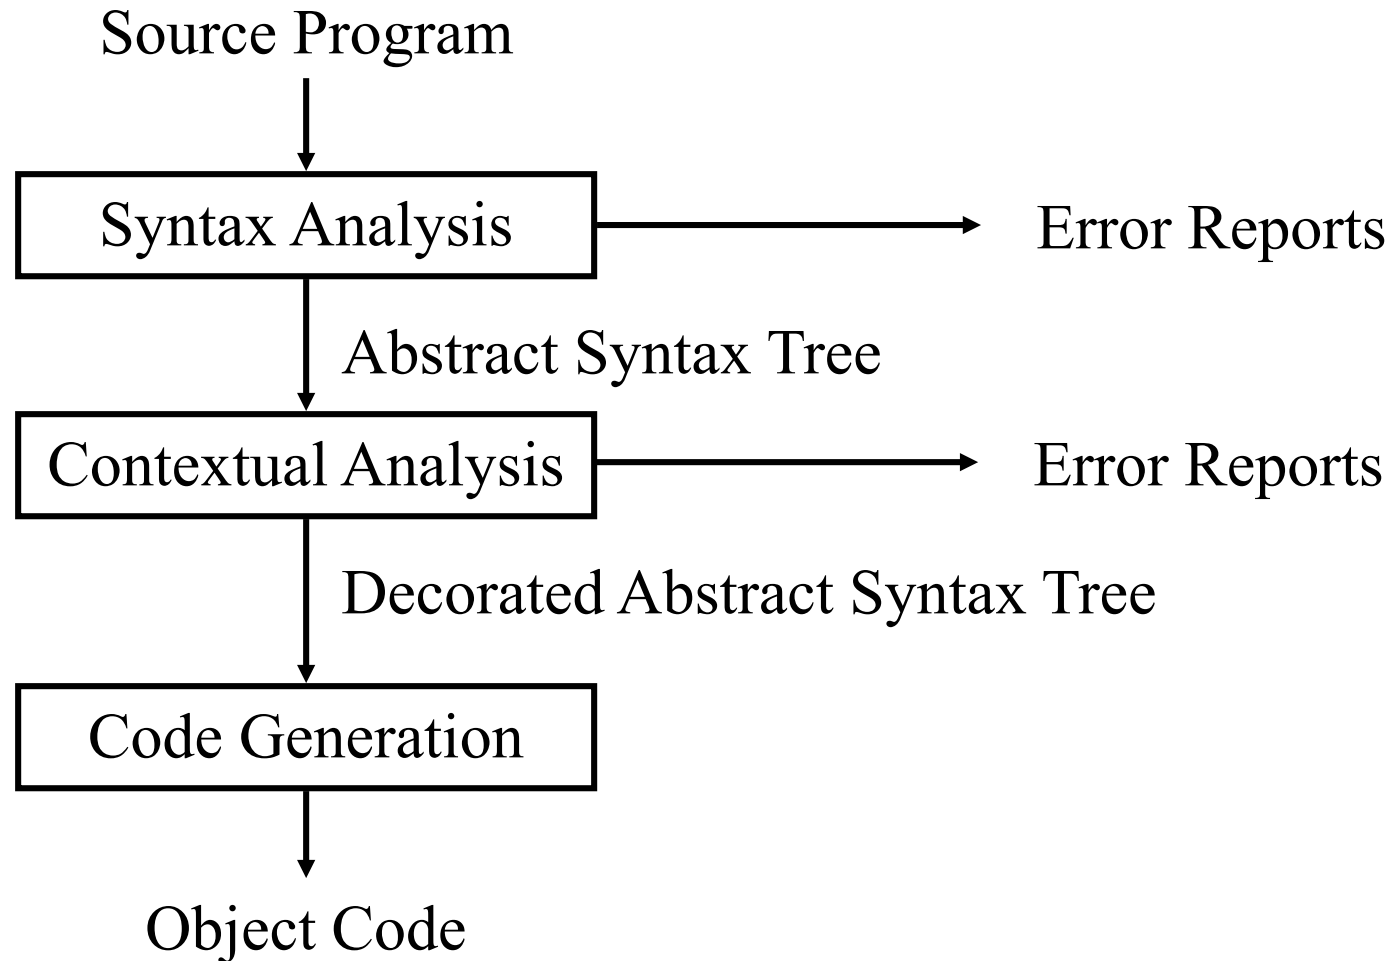 Source Program
Syntax Analysis
Error Reports
Abstract Syntax Tree
Contextual Analysis
Error Reports
Decorated Abstract Syntax Tree
Code Generation
Object Code